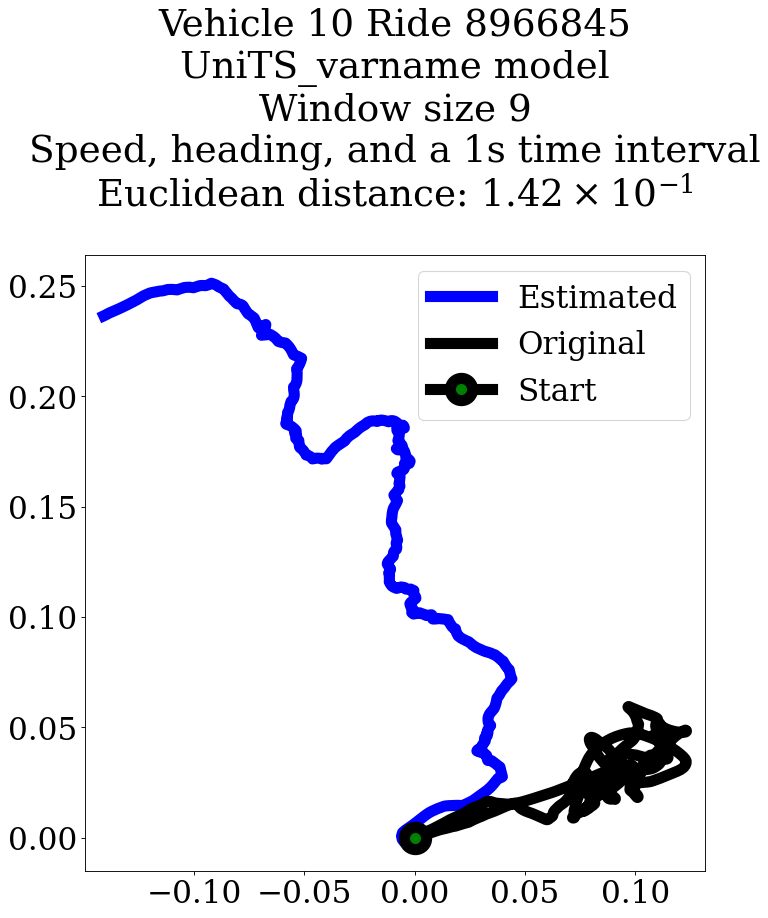 Vehicle 10 Ride 8966845
UniTS_varname model
Window size 9
Speed, heading, and a 1s time interval
Euclidean distance: 1.42 × 10⁻¹
Estimated
Original
Start
0.25
0.20
0.15
0.10
0.05
0.00
−0.10 −0.05 0.00 0.05 0.10